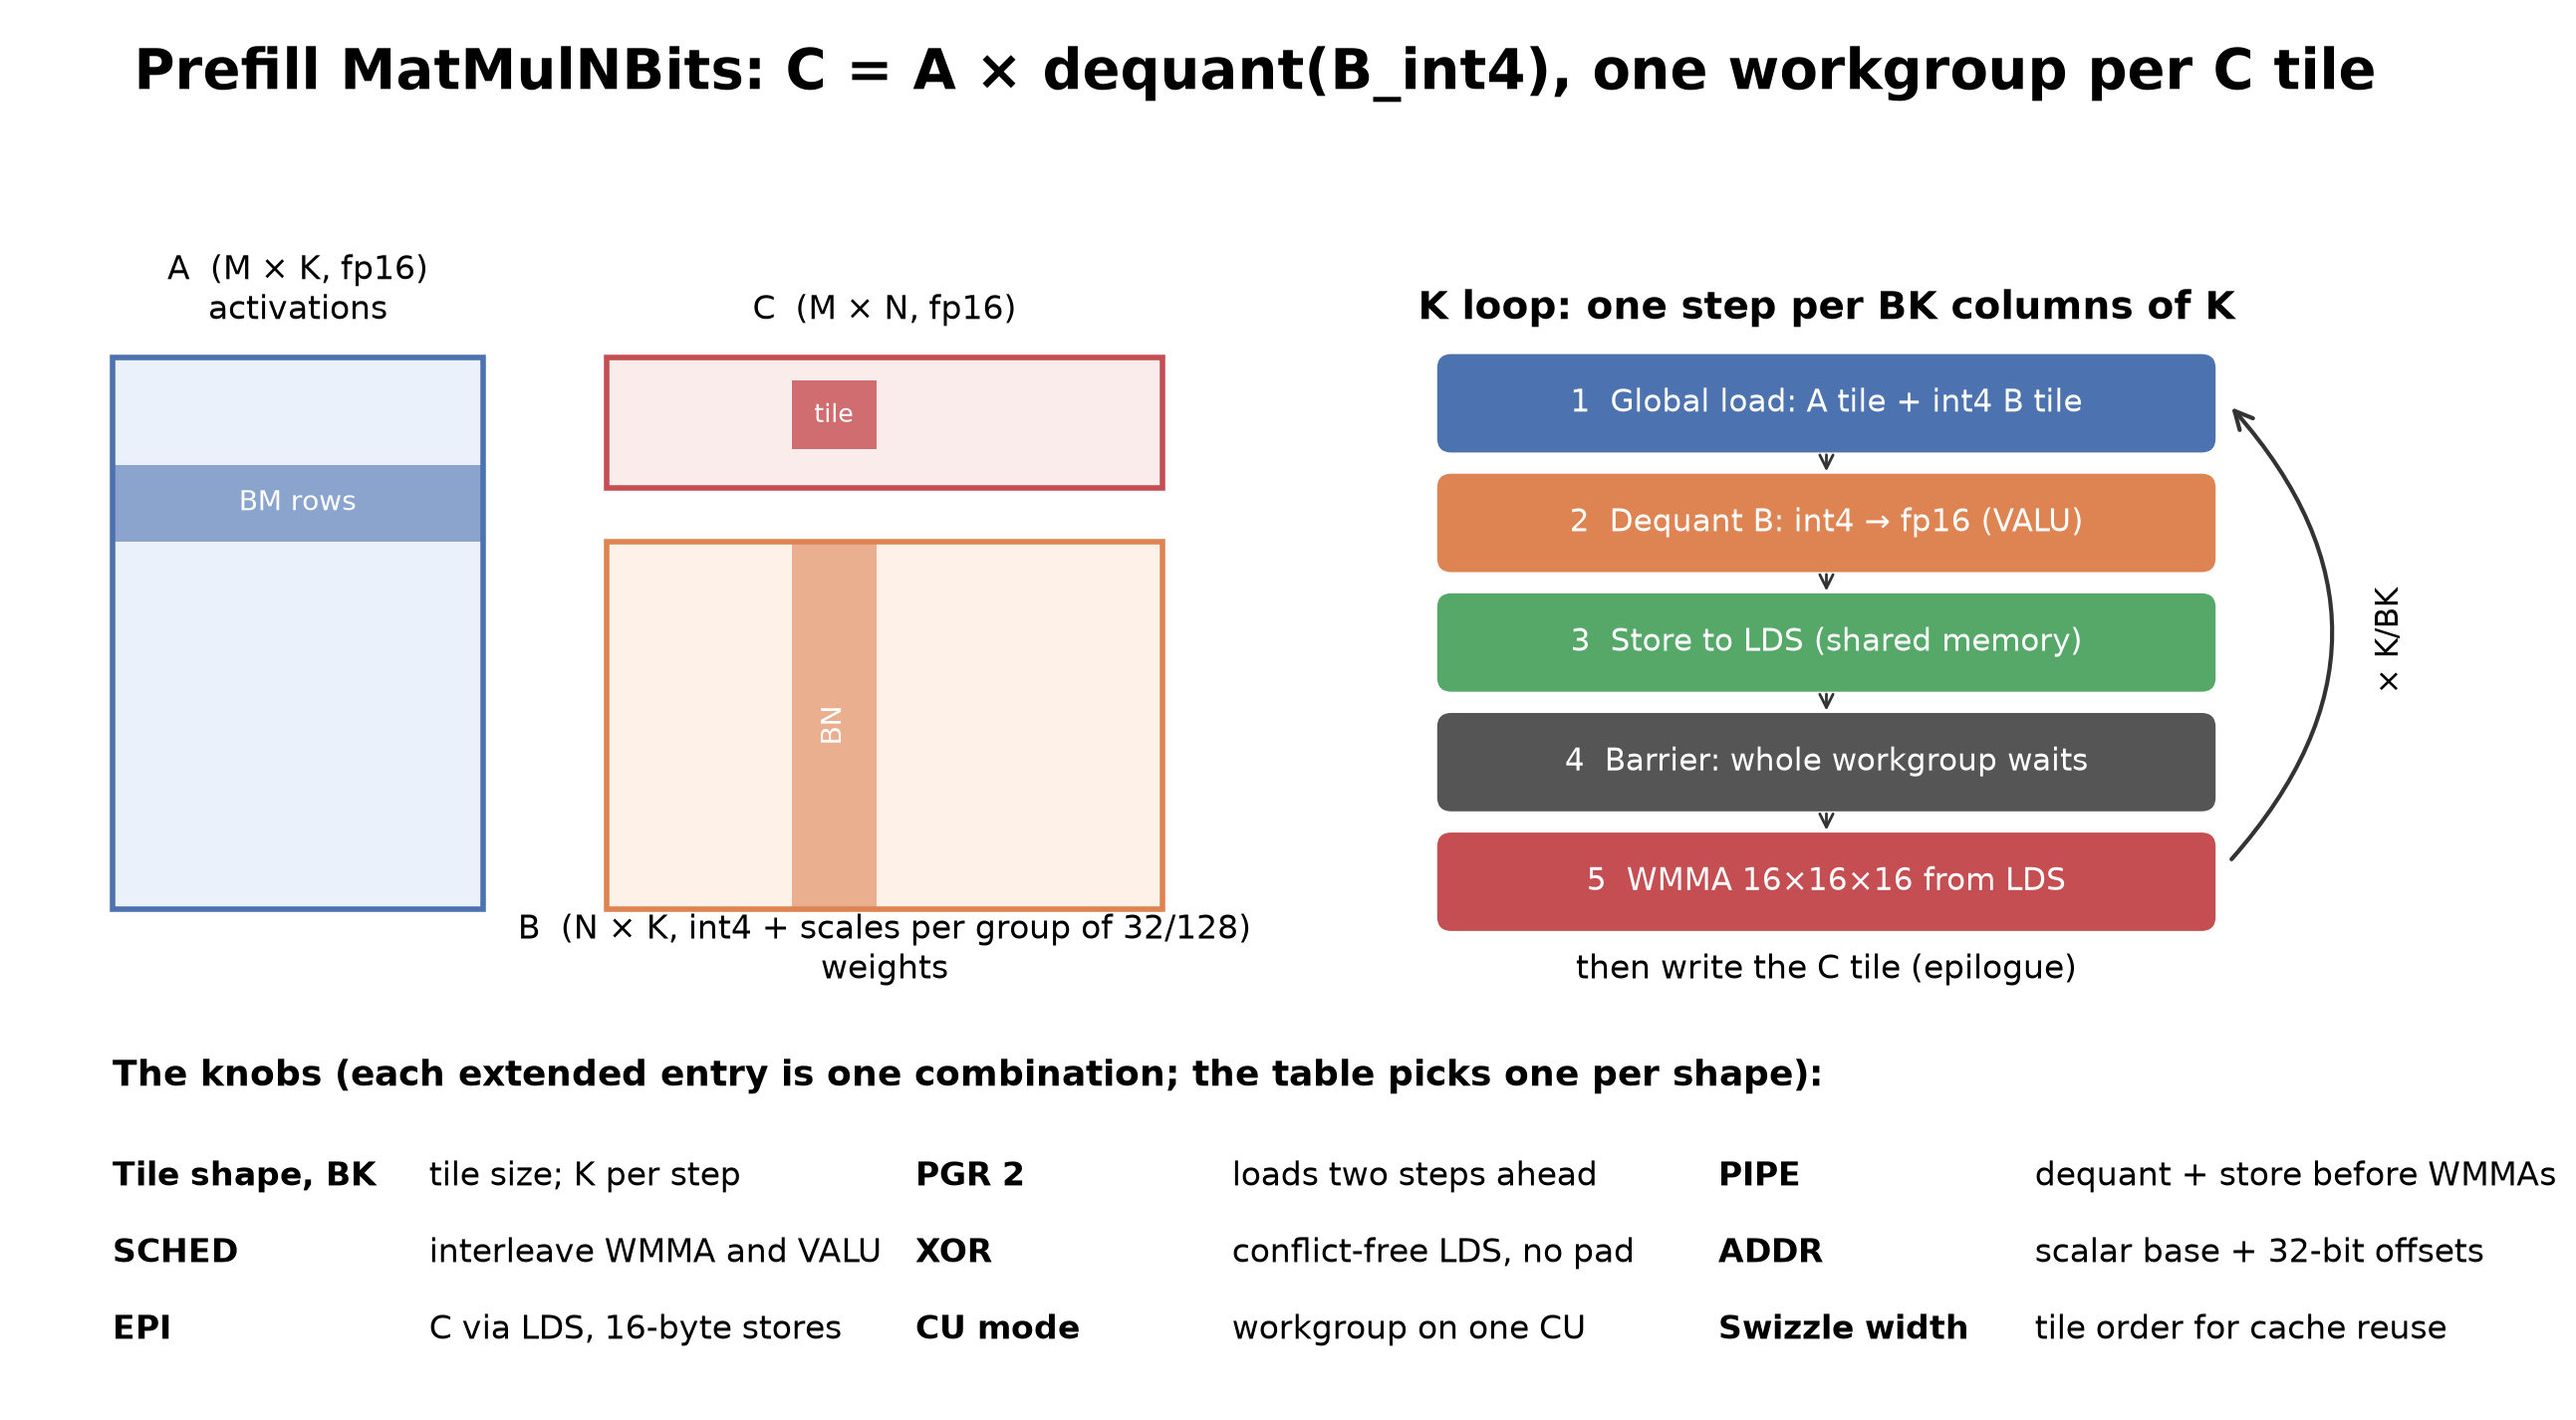 Prefill MatMulNBits: C = A × dequant(B_int4), one workgroup per C tile
A (M × K, fp16)
activations
BM rows
C (M × N, fp16)
tile
BN
B (N × K, int4 + scales per group of 32/128)
weights
K loop: one step per BK columns of K
1 Global load: A tile + int4 B tile
2 Dequant B: int4 → fp16 (VALU)
3 Store to LDS (shared memory)
4 Barrier: whole workgroup waits
5 WMMA 16×16×16 from LDS
× K/BK
then write the C tile (epilogue)
The knobs (each extended entry is one combination; the table picks one per shape):
Tile shape, BK tile size; K per step PGR 2 loads two steps ahead PIPE dequant + store before WMMAs
SCHED interleave WMMA and VALU XOR conflict-free LDS, no pad ADDR scalar base + 32-bit offsets
EPI C via LDS, 16-byte stores CU mode workgroup on one CU Swizzle width tile order for cache reuse